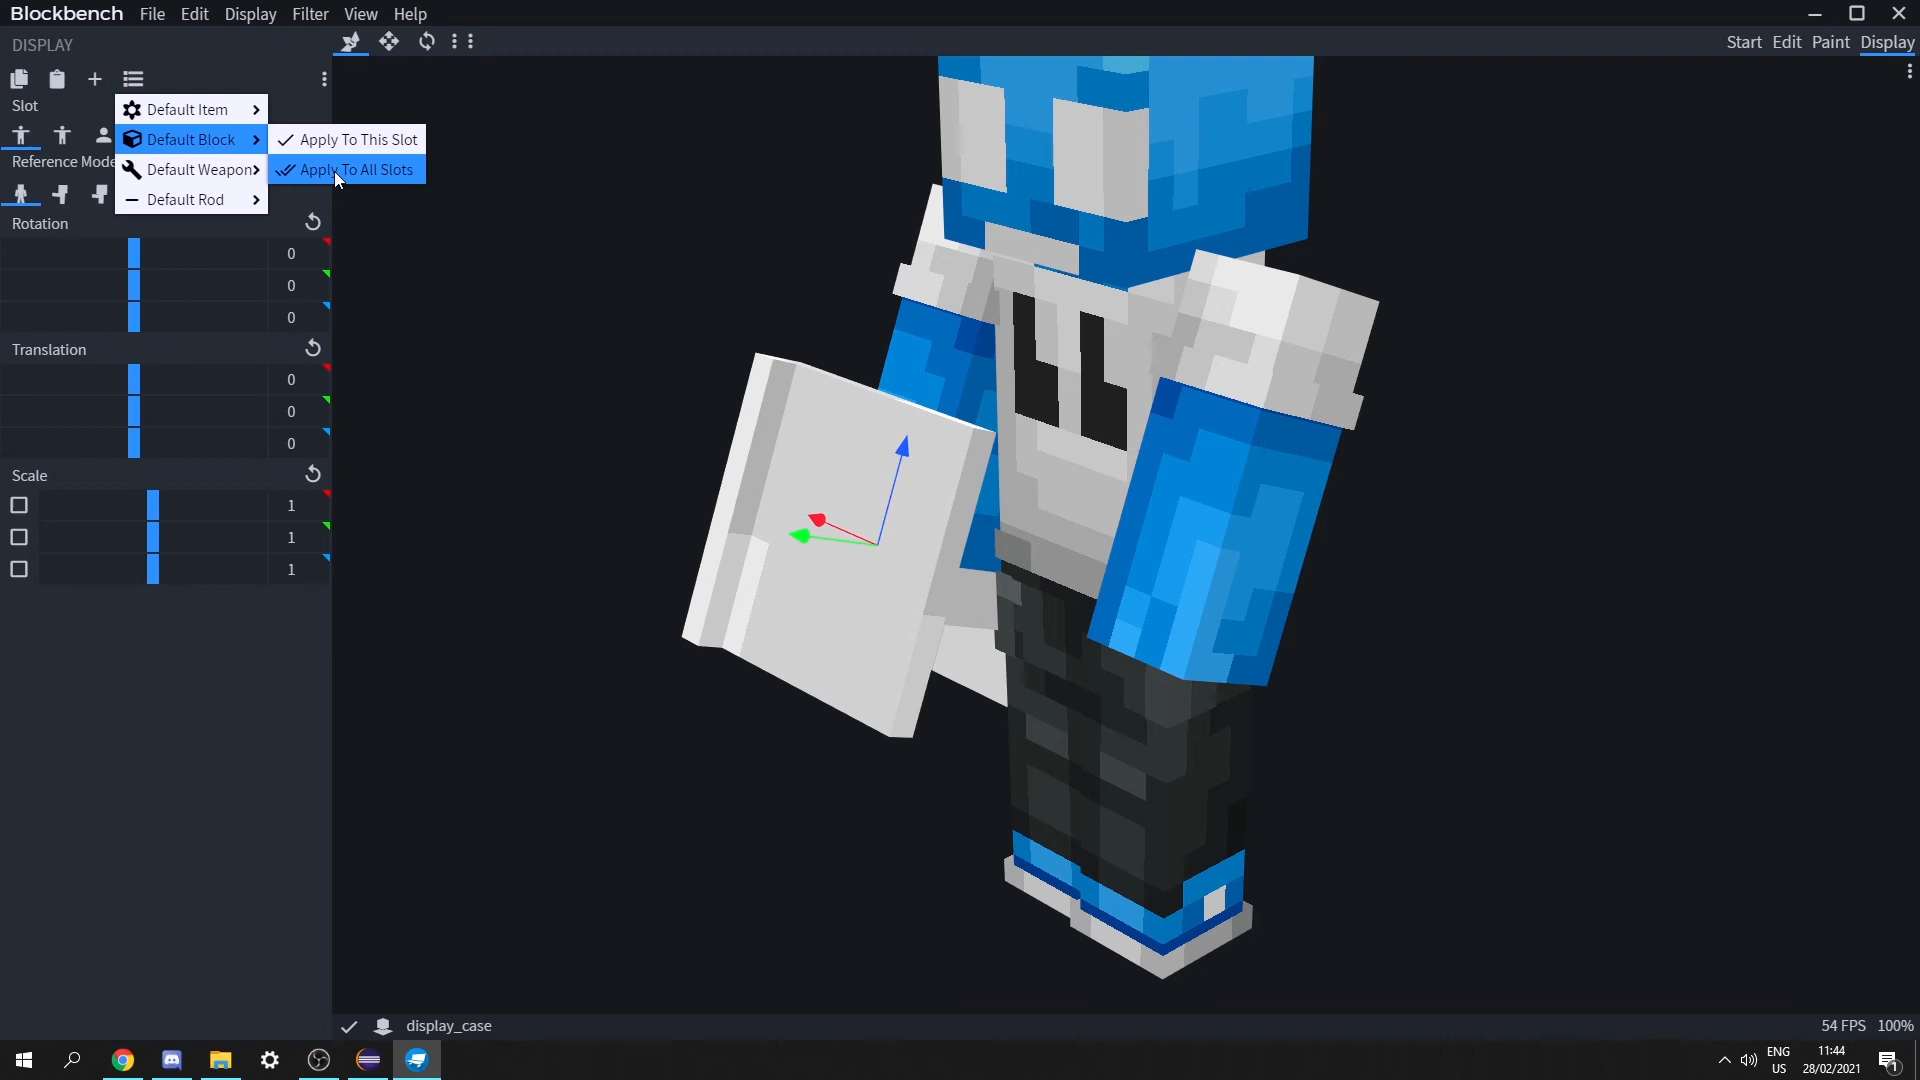 Blockbench File Edit Display Filter View Help
DISPLAY
Start Edit Paint Display
Slot
Default Item
Default Block
Apply To This Slot
Reference Mode
Default Weapon
Apply To All Slots
Default Rod
Rotation
0
0
0
Translation
0
0
0
Scale
1
1
1
display_case
54 FPS 100%
ENG
US
11:44
28/02/2021
1